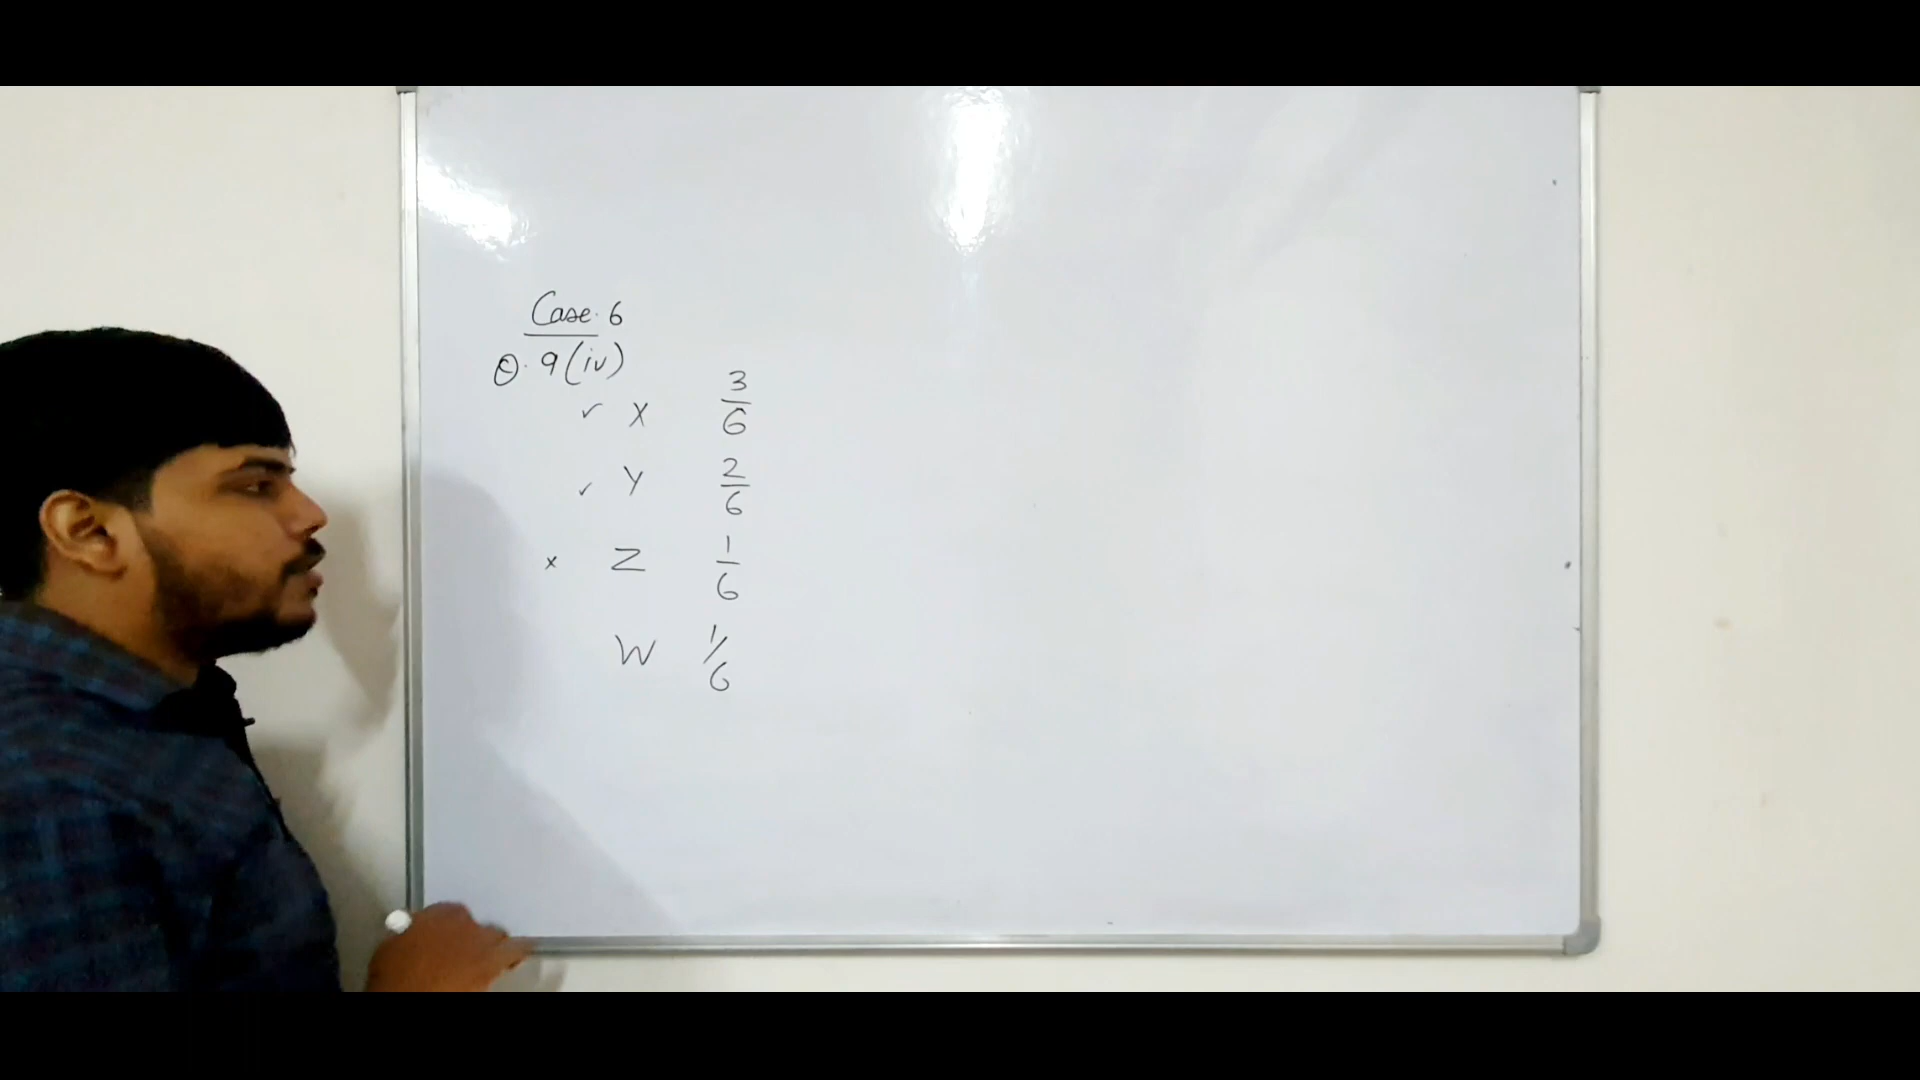 Case. 6
Q. 9(iv)
✓ X 3/6
✓ Y 2/6
× Z 1/6
W 1/6